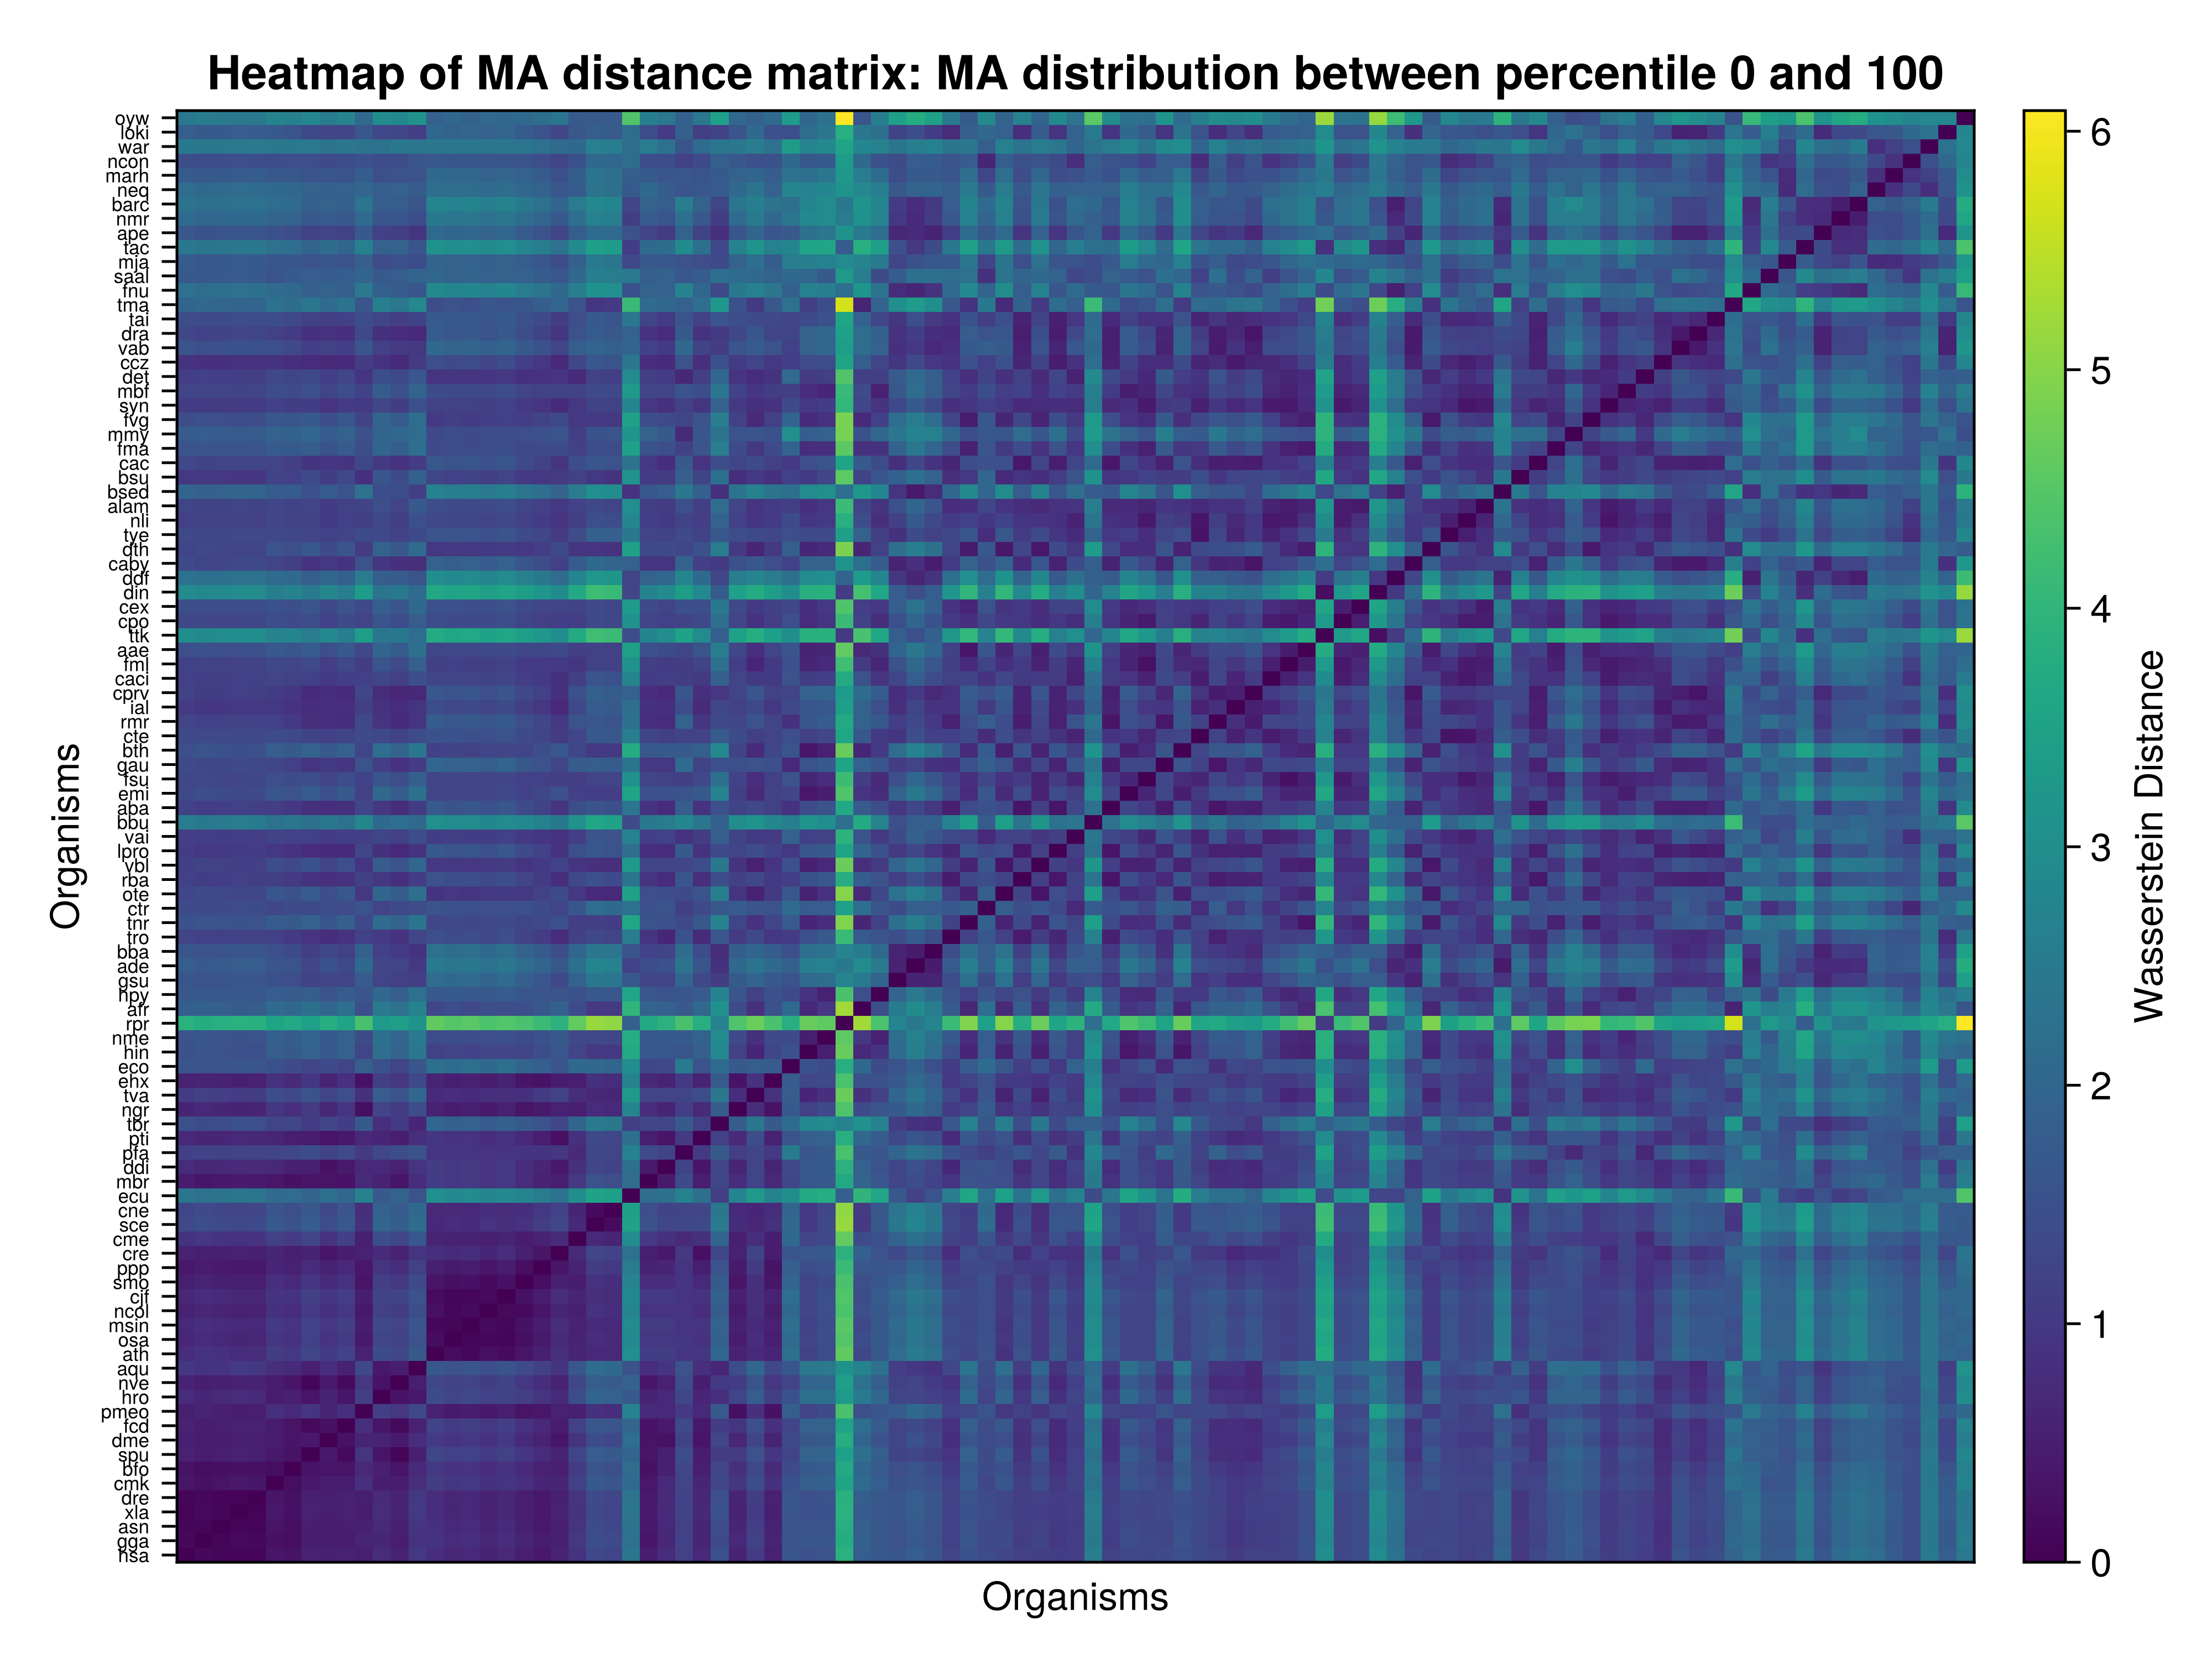 Heatmap of MA distance matrix: MA distribution between percentile 0 and 100
oyw
loki
war
ncon
marh
neq
barc
nmr
ape
tac
mja
saal
fnu
tma
tai
dra
vab
ccz
det
mbf
syn
fvg
mmy
fma
cac
bsu
bsed
alam
nli
tye
dth
caby
ddf
din
cex
cpo
ttk
aae
fml
caci
cprv
ial
rmr
cte
bth
gau
fsu
emi
aba
bbu
vai
lpro
vbl
rba
ote
ctr
tnr
tro
bba
ade
gsu
hpy
afr
rpr
nme
hin
eco
ehx
tva
ngr
tbr
pti
pfa
ddi
mbr
ecu
cne
sce
cme
cre
ppp
smo
cjf
ncol
msin
osa
ath
aqu
nve
hro
pmeo
fcd
dme
spu
bfo
cmk
dre
xla
asn
gga
hsa
Organisms
Organisms
6
5
4
3
2
1
0
Wasserstein Distance